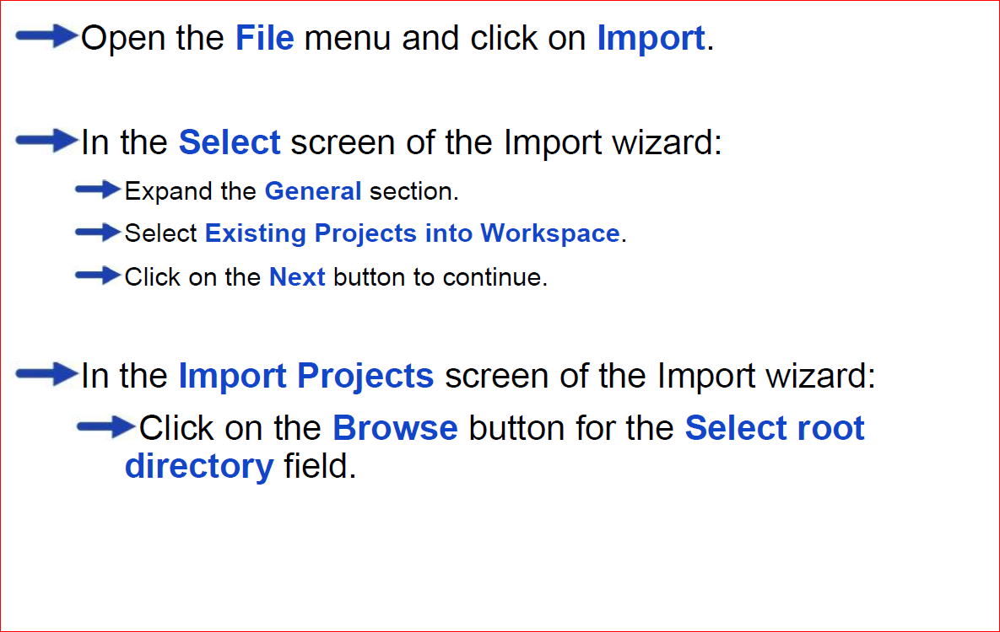 Open the File menu and click on Import.
In the Select screen of the Import wizard:
Expand the General section.
Select Existing Projects into Workspace.
Click on the Next button to continue.
In the Import Projects screen of the Import wizard:
Click on the Browse button for the Select root
directory field.